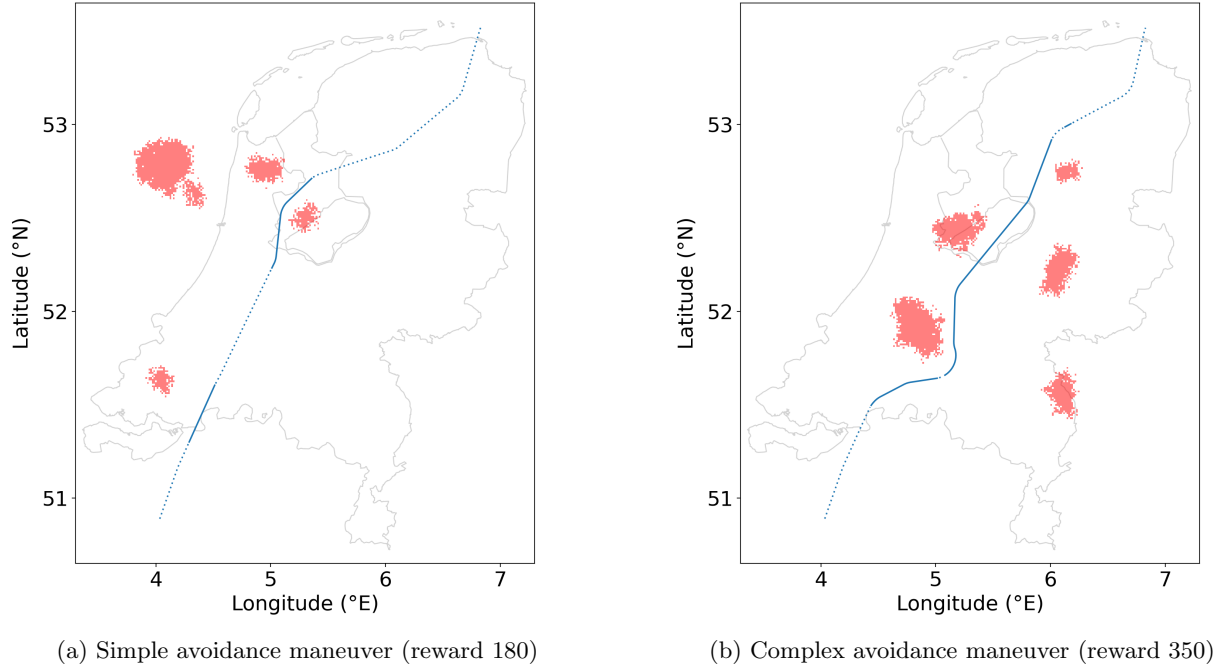 53
52
51
Latitude (°N)
4 5 6 7
Longitude (°E)
(a) Simple avoidance maneuver (reward 180)
53
52
51
Latitude (°N)
4 5 6 7
Longitude (°E)
(b) Complex avoidance maneuver (reward 350)